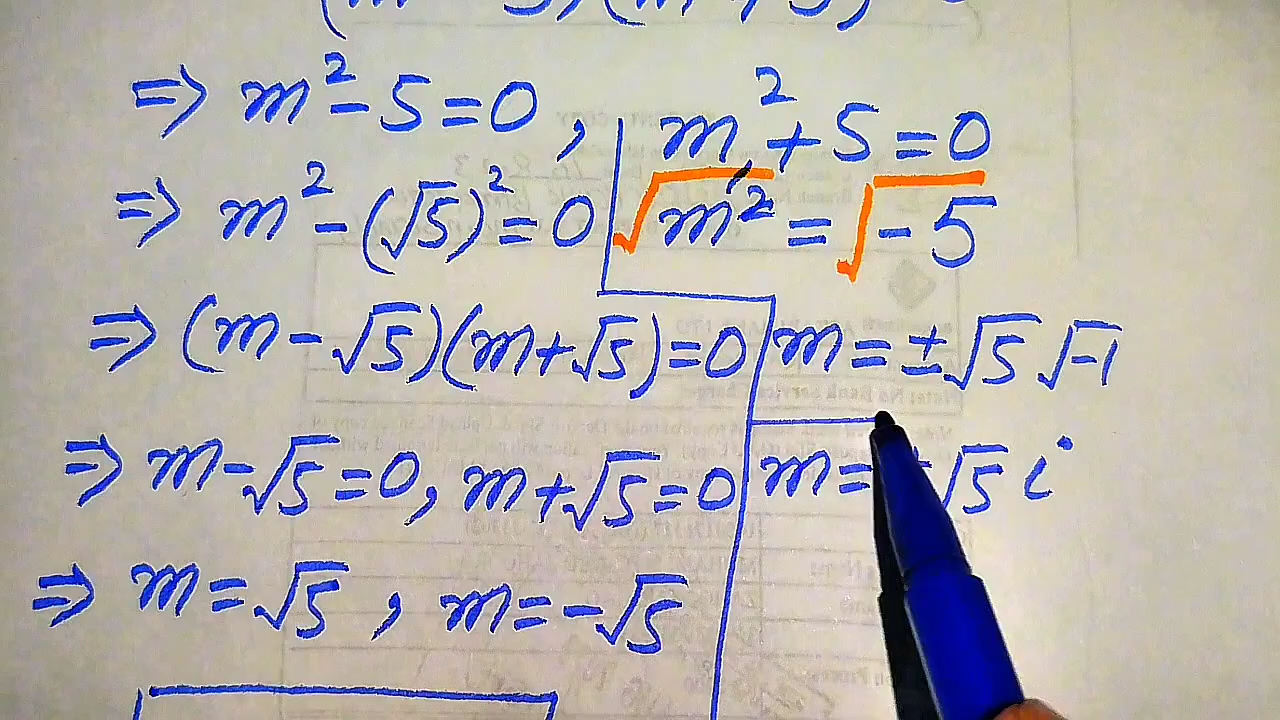 ⇒ m² - 5 = 0 ,
⇒ m² - (√5)² = 0
⇒ (m - √5)(m + √5) = 0
⇒ m - √5 = 0, m + √5 = 0
⇒ m = √5 , m = -√5
m² + 5 = 0
√m² = √-5
m = ±√5 √-1
m = ±√5 i